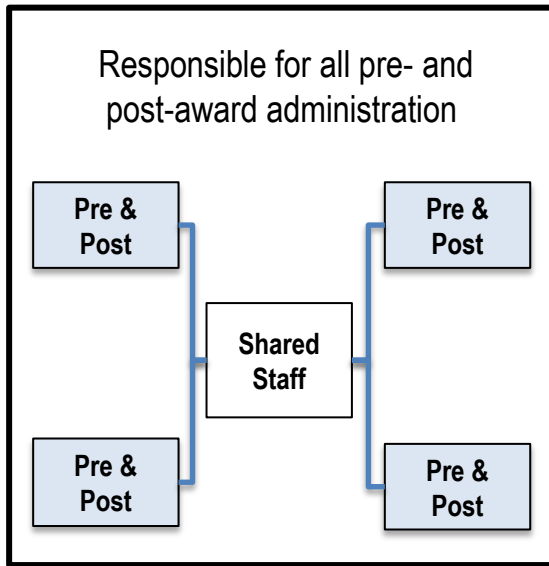 Responsible for all pre- and
post-award administration
Pre &
Post
Pre &
Post
Shared
Staff
Pre &
Post
Pre &
Post